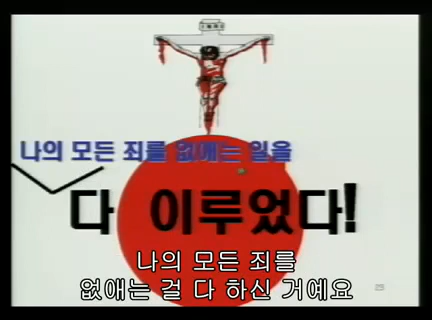 나의 모든 죄를 없애는 일을
다 이루었다!
나의 모든 죄를
없애는 걸 다 하신 거예요